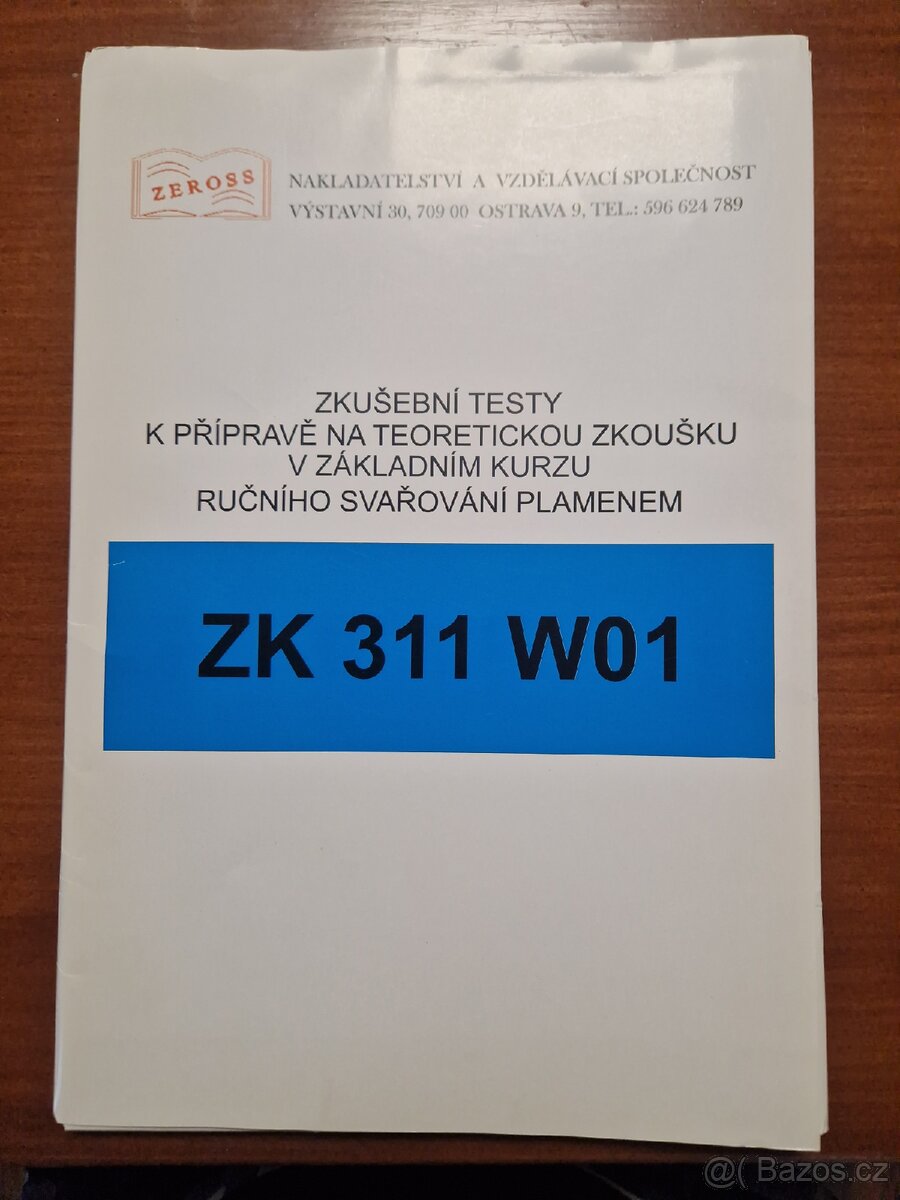 ZEROSS
NAKLADATELSTVÍ A VZDĚLÁVACÍ SPOLEČNOST
VÝSTAVNÍ 30, 709 00 OSTRAVA 9, TEL.: 596 624 789
ZKUŠEBNÍ TESTY
K PŘÍPRAVĚ NA TEORETICKOU ZKOUŠKU
V ZÁKLADNÍM KURZU
RUČNÍHO SVAŘOVÁNÍ PLAMENEM
ZK 311 W01
@( Bazos.cz